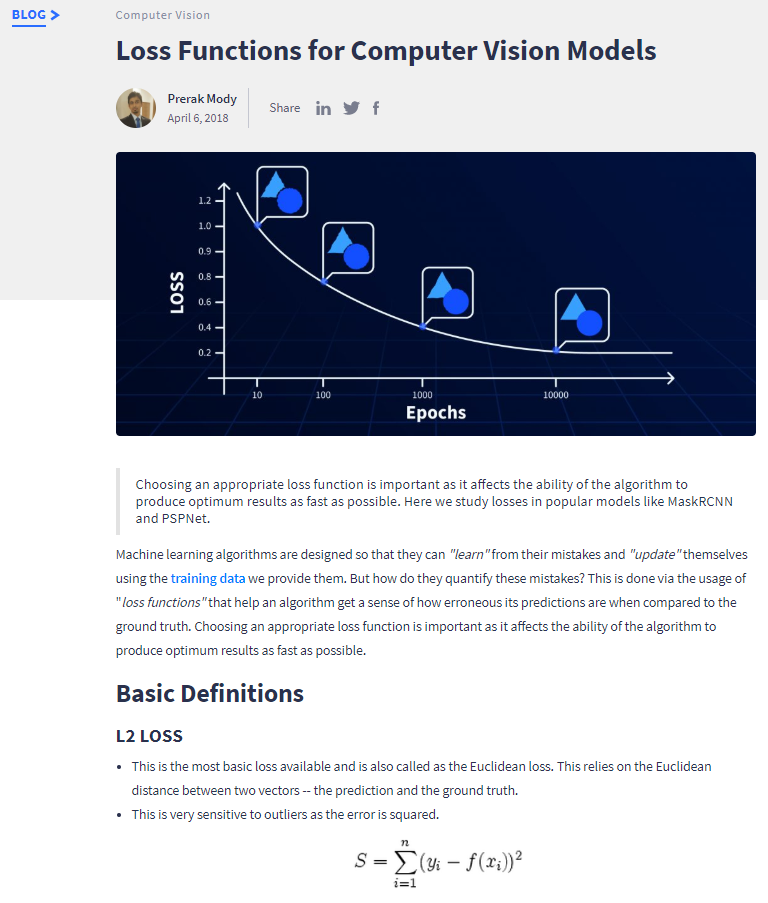 BLOG >
Computer Vision
Loss Functions for Computer Vision Models
Prerak Mody
April 6, 2018
Share
1.2
1.0
0.9
0.8
0.6
0.4
0.2
LOSS
10 100 1000 10000
Epochs
Choosing an appropriate loss function is important as it affects the ability of the algorithm to
produce optimum results as fast as possible. Here we study losses in popular models like MaskRCNN
and PSPNet.
Machine learning algorithms are designed so that they can "learn" from their mistakes and "update" themselves
using the training data we provide them. But how do they quantify these mistakes? This is done via the usage of
"loss functions" that help an algorithm get a sense of how erroneous its predictions are when compared to the
ground truth. Choosing an appropriate loss function is important as it affects the ability of the algorithm to
produce optimum results as fast as possible.
Basic Definitions
L2 LOSS
• This is the most basic loss available and is also called as the Euclidean loss. This relies on the Euclidean
distance between two vectors -- the prediction and the ground truth.
• This is very sensitive to outliers as the error is squared.
S = ∑_{i=1}^{n} (y_i − f(x_i))²